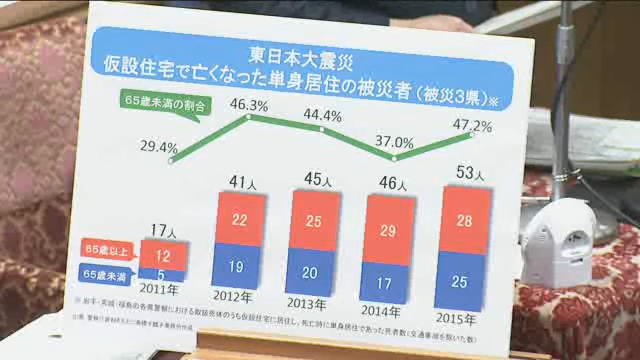 東日本大震災
仮設住宅で亡くなった単身居住の被災者(被災3県)※
65歳未満の割合
29.4%
46.3%
44.4%
37.0%
47.2%
17人
41人
45人
46人
53人
65歳以上
12
22
25
29
28
65歳未満
5
19
20
17
25
2011年
2012年
2013年
2014年
2015年
※ 岩手・宮城・福島の各県警察における取扱死体のうち仮設住宅に居住し、死亡時に単身居住であった死者数(交通事故を除いた数)